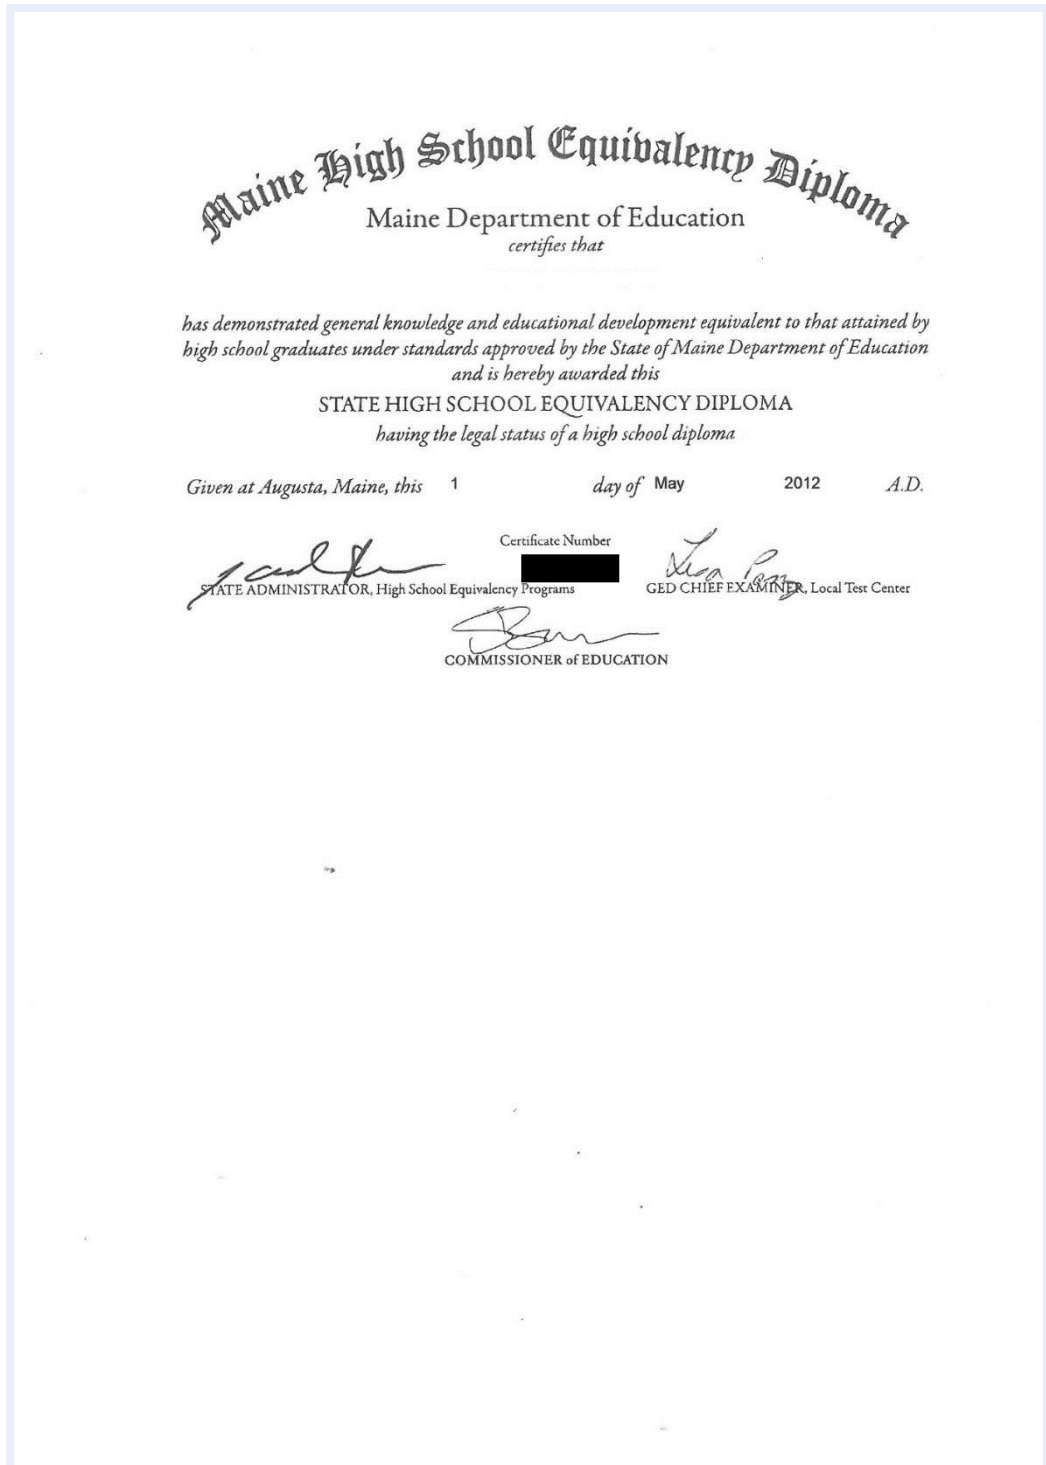 Maine High School Equivalency Diploma
Maine Department of Education
certifies that
has demonstrated general knowledge and educational development equivalent to that attained by
high school graduates under standards approved by the State of Maine Department of Education
and is hereby awarded this
STATE HIGH SCHOOL EQUIVALENCY DIPLOMA
having the legal status of a high school diploma
Given at Augusta, Maine, this 1 day of May 2012 A.D.
Certificate Number
STATE ADMINISTRATOR, High School Equivalency Programs
Lisa
GED CHIEF EXAMINER, Local Test Center
COMMISSIONER of EDUCATION